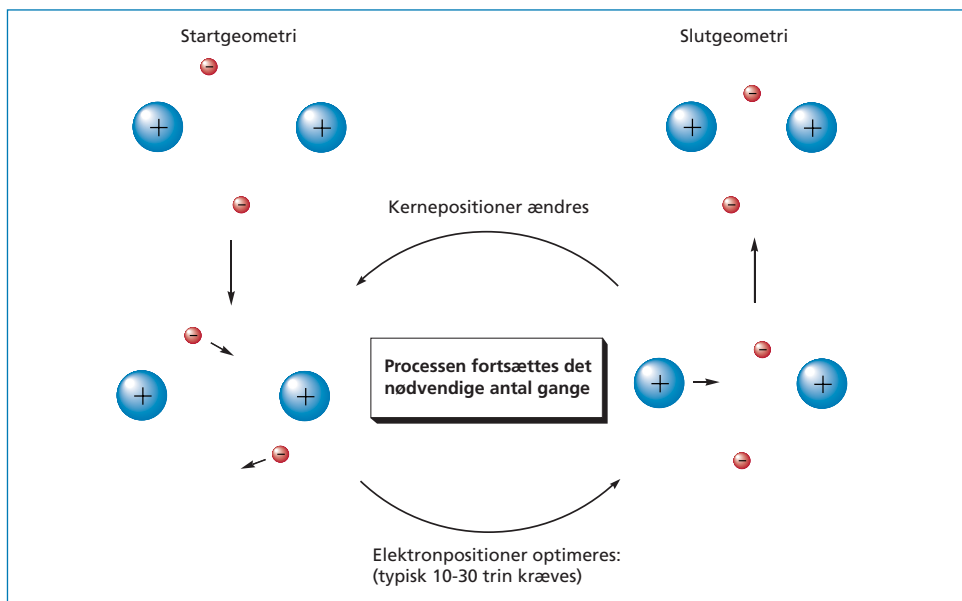 Startgeometri
Slutgeometri
−
−
+
+
+
+
−
−
Kernepositioner ændres
−
−
Processen fortsættes det
nødvendige antal gange
+
+
+
+
−
−
Elektronpositioner optimeres:
(typisk 10-30 trin kræves)